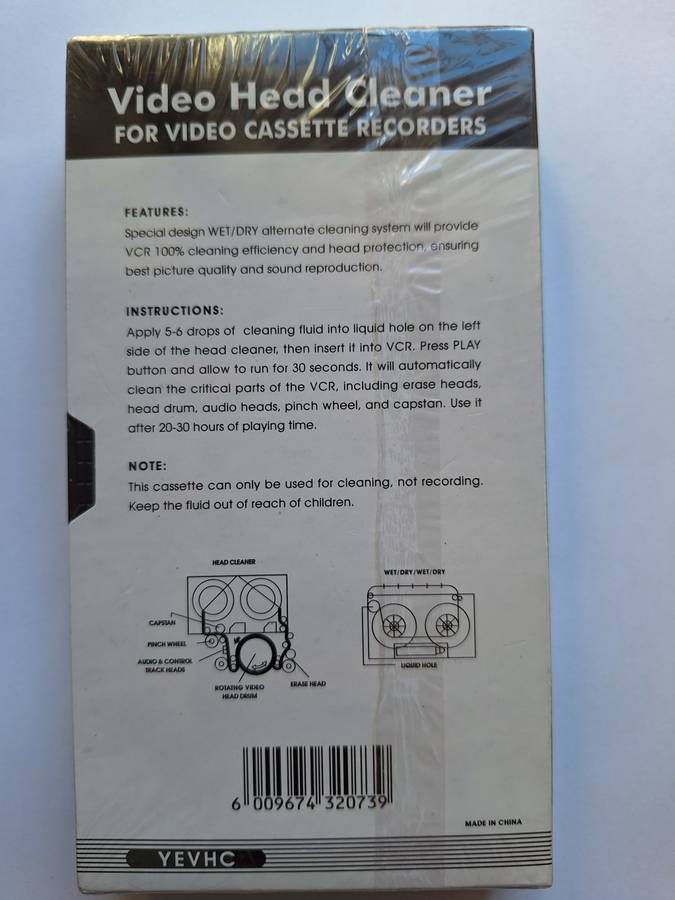 Video Head Cleaner
FOR VIDEO CASSETTE RECORDERS
FEATURES:
Special design WET/DRY alternate cleaning system will provide
VCR 100% cleaning efficiency and head protection, ensuring
best picture quality and sound reproduction.
INSTRUCTIONS:
Apply 5-6 drops of cleaning fluid into liquid hole on the left
side of the head cleaner, then insert it into VCR. Press PLAY
button and allow to run for 30 seconds. It will automatically
clean the critical parts of the VCR, including erase heads,
head drum, audio heads, pinch wheel, and capstan. Use it
after 20-30 hours of playing time.
NOTE:
This cassette can only be used for cleaning, not recording.
Keep the fluid out of reach of children.
HEAD CLEANER
CAPSTAN
PINCH WHEEL
AUDIO & CONTROL
TRACK HEADS
ROTATING VIDEO
HEAD DRUM
ERASE HEAD
WET/DRY/WET/DRY
LIQUID HOLE
6 009674 320739
MADE IN CHINA
YEVHC